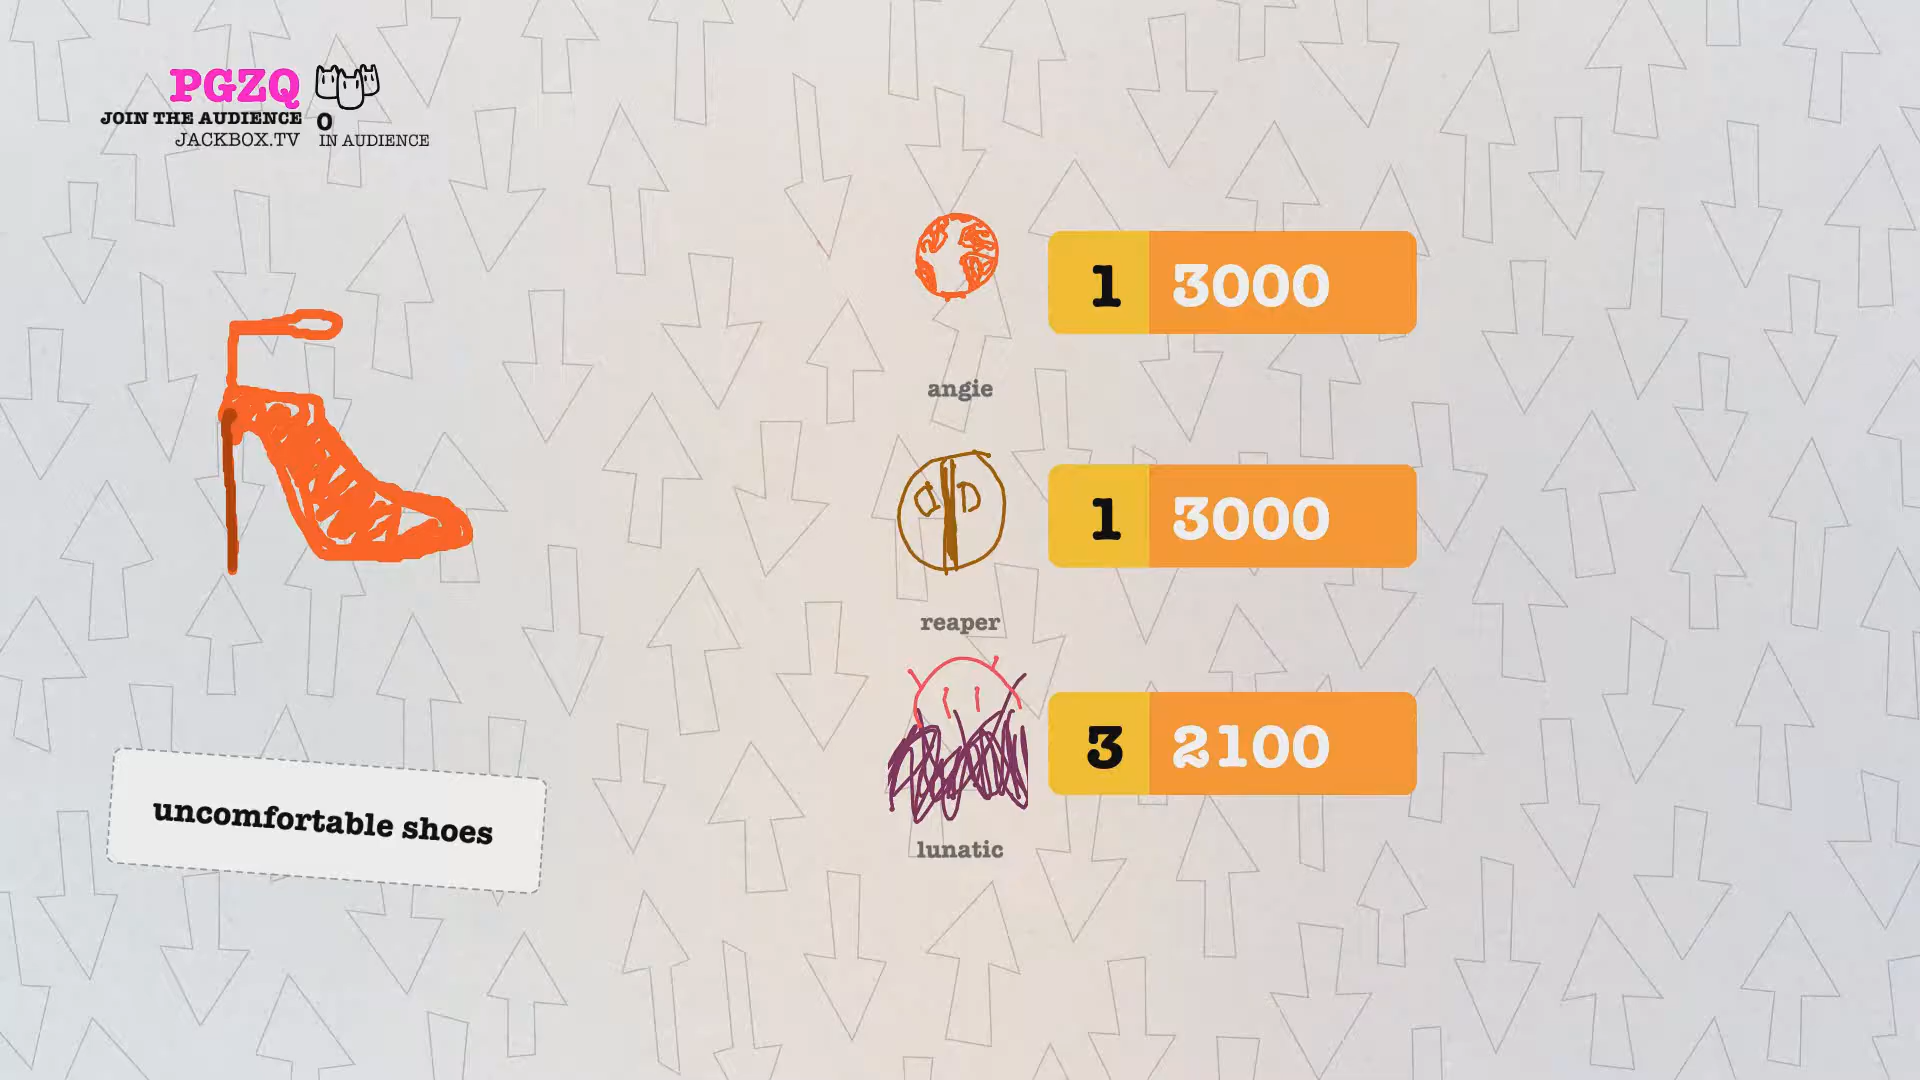 PGZQ
JOIN THE AUDIENCE
JACKBOX.TV
0
IN AUDIENCE
1 3000
angie
1 3000
reaper
3 2100
lunatic
uncomfortable shoes